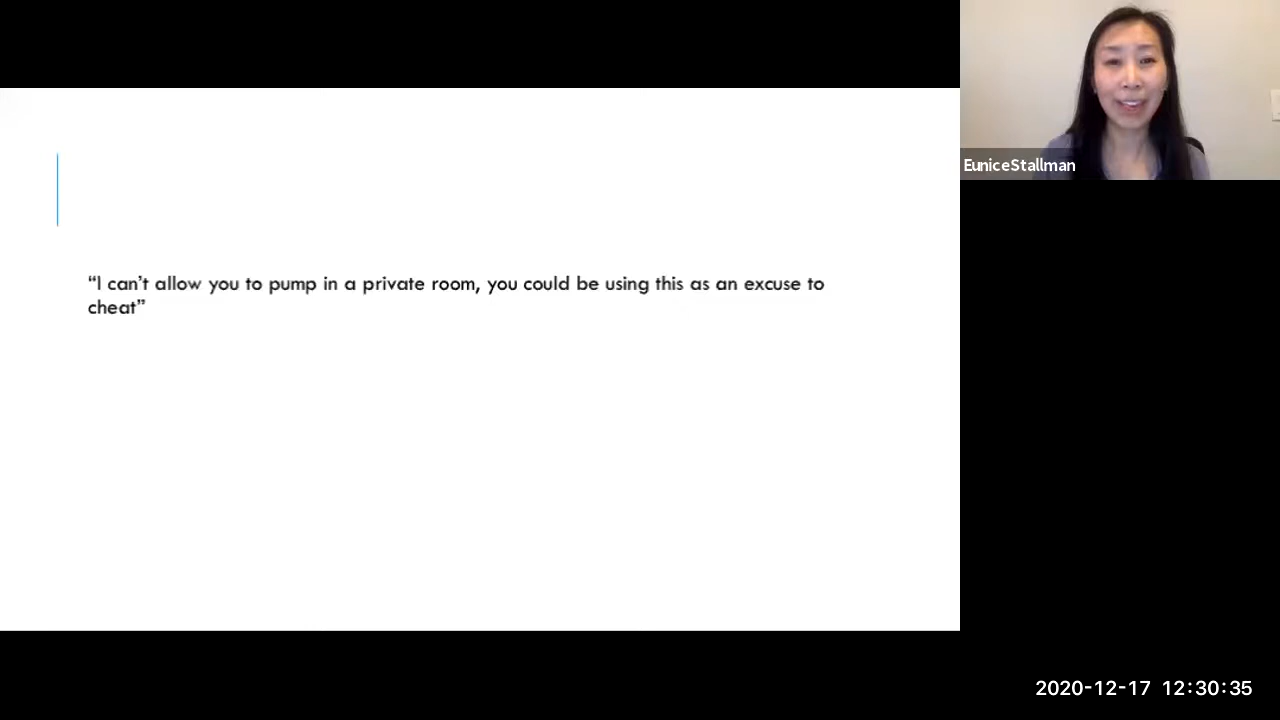 “I can’t allow you to pump in a private room, you could be using this as an excuse to
cheat”
EuniceStallman
2020-12-17 12:30:35